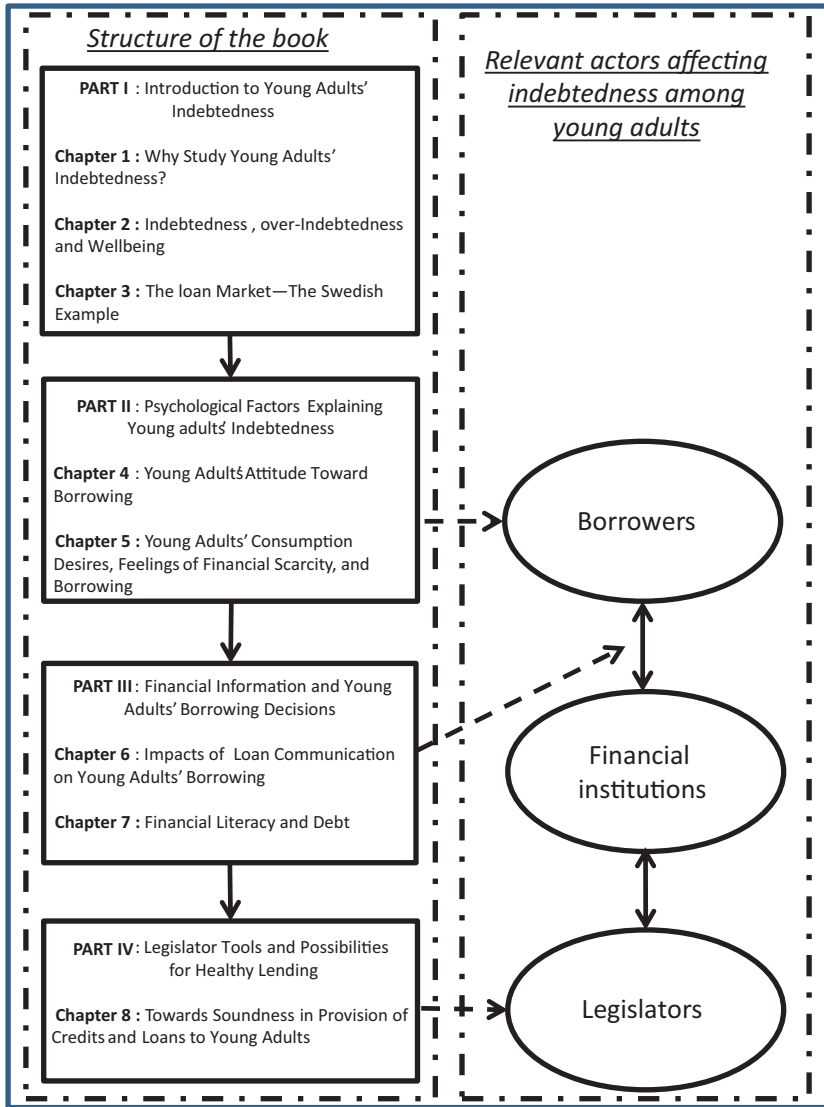 Structure of the book
PART I : Introduction to Young Adults’
Indebtedness
Chapter 1 : Why Study Young Adults’
Indebtedness?
Chapter 2 : Indebtedness , over-Indebtedness
and Wellbeing
Chapter 3 : The loan Market—The Swedish
Example
PART II : Psychological Factors Explaining
Young adults’ Indebtedness
Chapter 4 : Young Adults’ Attitude Toward
Borrowing
Chapter 5 : Young Adults’ Consumption
Desires, Feelings of Financial Scarcity, and
Borrowing
PART III : Financial Information and Young
Adults’ Borrowing Decisions
Chapter 6 : Impacts of Loan Communication
on Young Adults’ Borrowing
Chapter 7 : Financial Literacy and Debt
PART IV : Legislator Tools and Possibilities
for Healthy Lending
Chapter 8 : Towards Soundness in Provision of
Credits and Loans to Young Adults
Relevant actors affecting
indebtedness among
young adults
Borrowers
Financial
institutions
Legislators